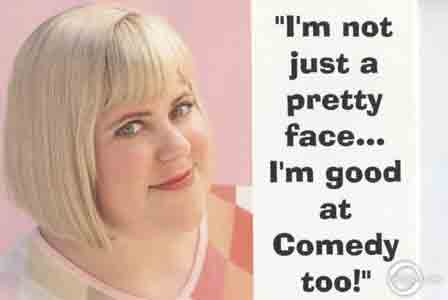 "I'm not
just a
pretty
face...
I'm good
at
Comedy
too!"